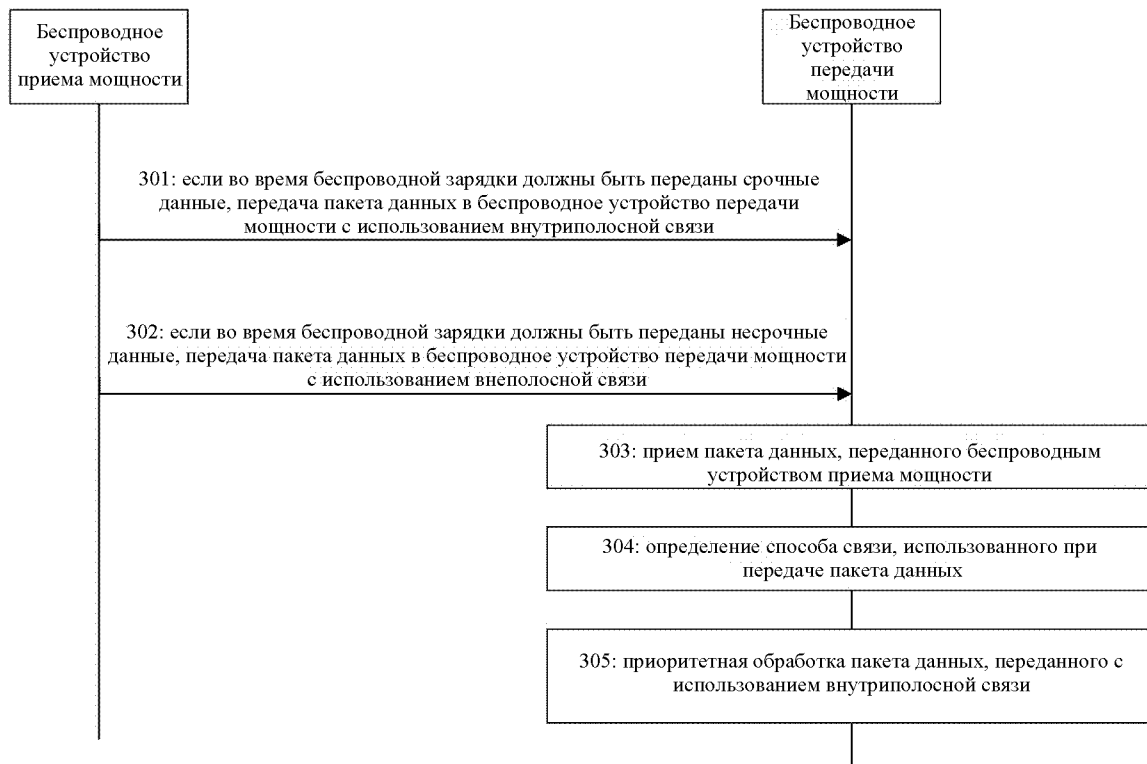 Беспроводное
устройство
приема мощности
Беспроводное
устройство
передачи
мощности
301: если во время беспроводной зарядки должны быть переданы срочные
данные, передача пакета данных в беспроводное устройство передачи
мощности с использованием внутриполосной связи
302: если во время беспроводной зарядки должны быть переданы несрочные
данные, передача пакета данных в беспроводное устройство передачи мощности
с использованием внеполосной связи
303: прием пакета данных, переданного беспроводным
устройством приема мощности
304: определение способа связи, использованного при
передаче пакета данных
305: приоритетная обработка пакета данных, переданного с
использованием внутриполосной связи